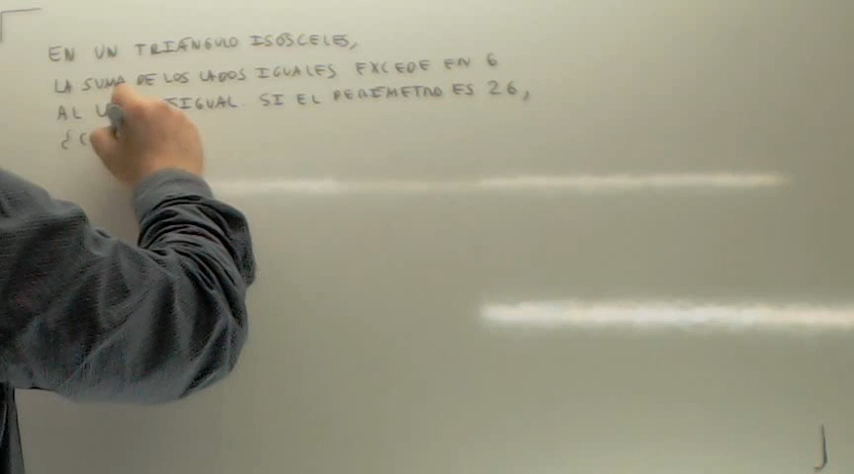 EN UN TRIÁNGULO ISÓSCELES,
LA SUMA DE LOS LADOS IGUALES EXCEDE EN 6
AL SI EL PERÍMETRO ES 26,